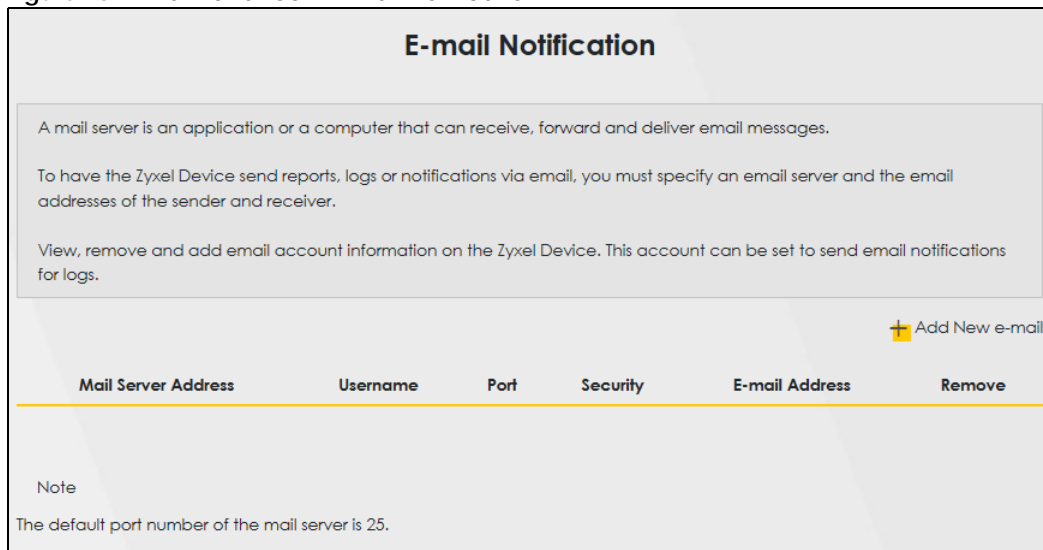 E-mail Notification
A mail server is an application or a computer that can receive, forward and deliver email messages.
To have the Zyxel Device send reports, logs or notifications via email, you must specify an email server and the email
addresses of the sender and receiver.
View, remove and add email account information on the Zyxel Device. This account can be set to send email notifications
for logs.
Add New e-mail
Mail Server Address Username Port Security E-mail Address Remove
Note
The default port number of the mail server is 25.